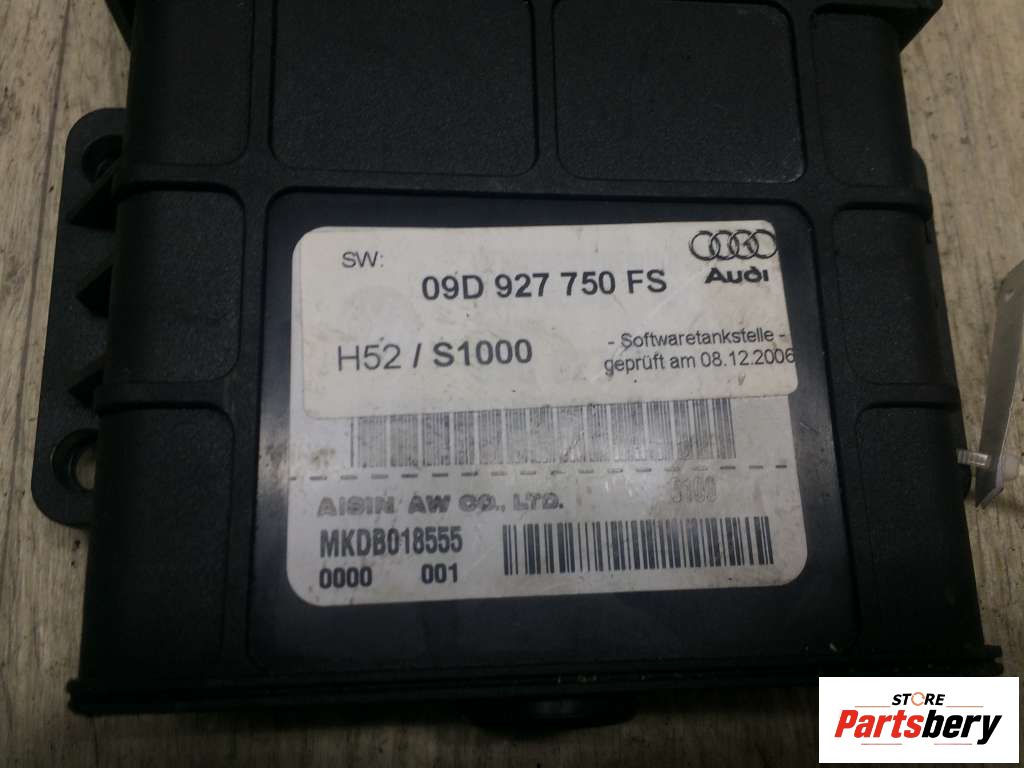 SW:
Audi
09D 927 750 FS
H52 / S1000
- Softwaretankstelle -
geprüft am 08.12.2006
AISIN AW CO., LTD.
MKDB018555
0000 001
STORE
Partsbery